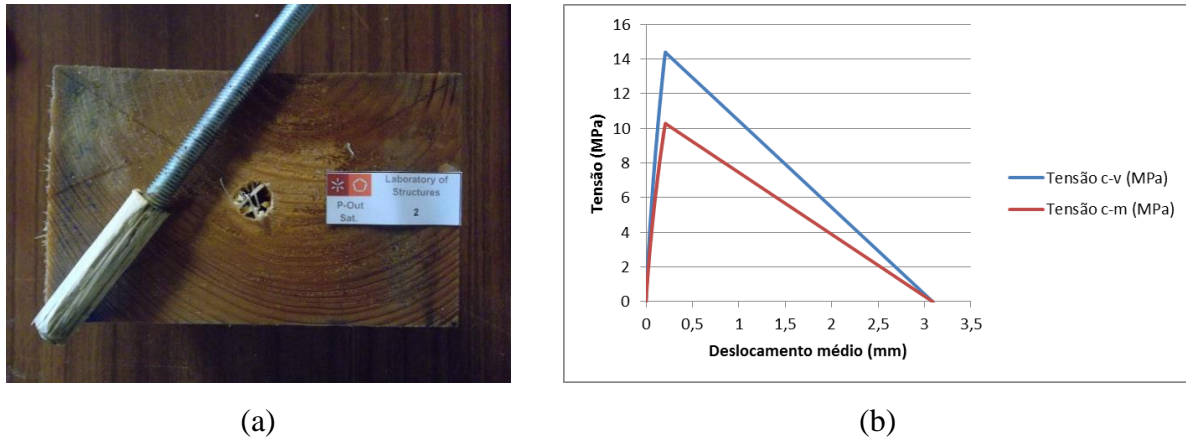 Laboratory of
Structures
P-Out
Sat.
2
16
14
12
10
8
6
4
2
0
0
0,5
1
1,5
2
2,5
3
3,5
Tensão (MPa)
Deslocamento médio (mm)
Tensão c-v (MPa)
Tensão c-m (MPa)
(a)
(b)